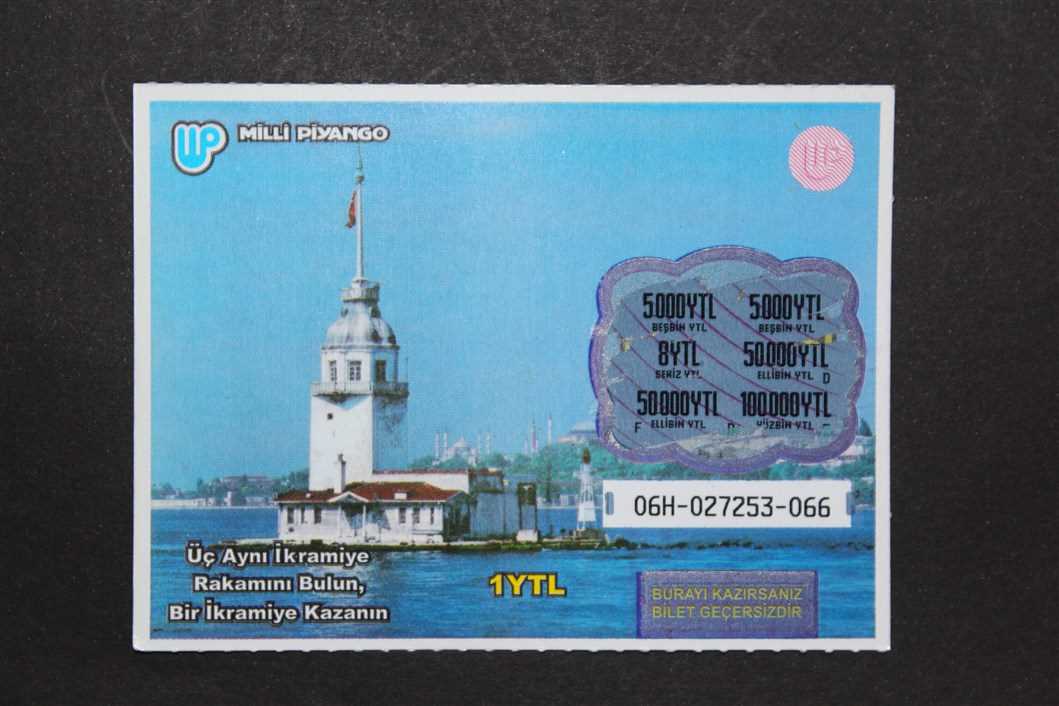 MP MİLLİ PİYANGO
MP
5.000YTL 5.000YTL
BEŞBİN YTL BEŞBİN YTL
8YTL 50.000YTL
SEKİZ YTL ELLİBİN YTL D
50.000YTL 100.000YTL
F ELLİBİN YTL YÜZBİN YTL
06H-027253-066
Üç Aynı İkramiye
Rakamını Bulun,
Bir İkramiye Kazanın
1YTL
BURAYI KAZIRSANIZ
BİLET GEÇERSİZDİR